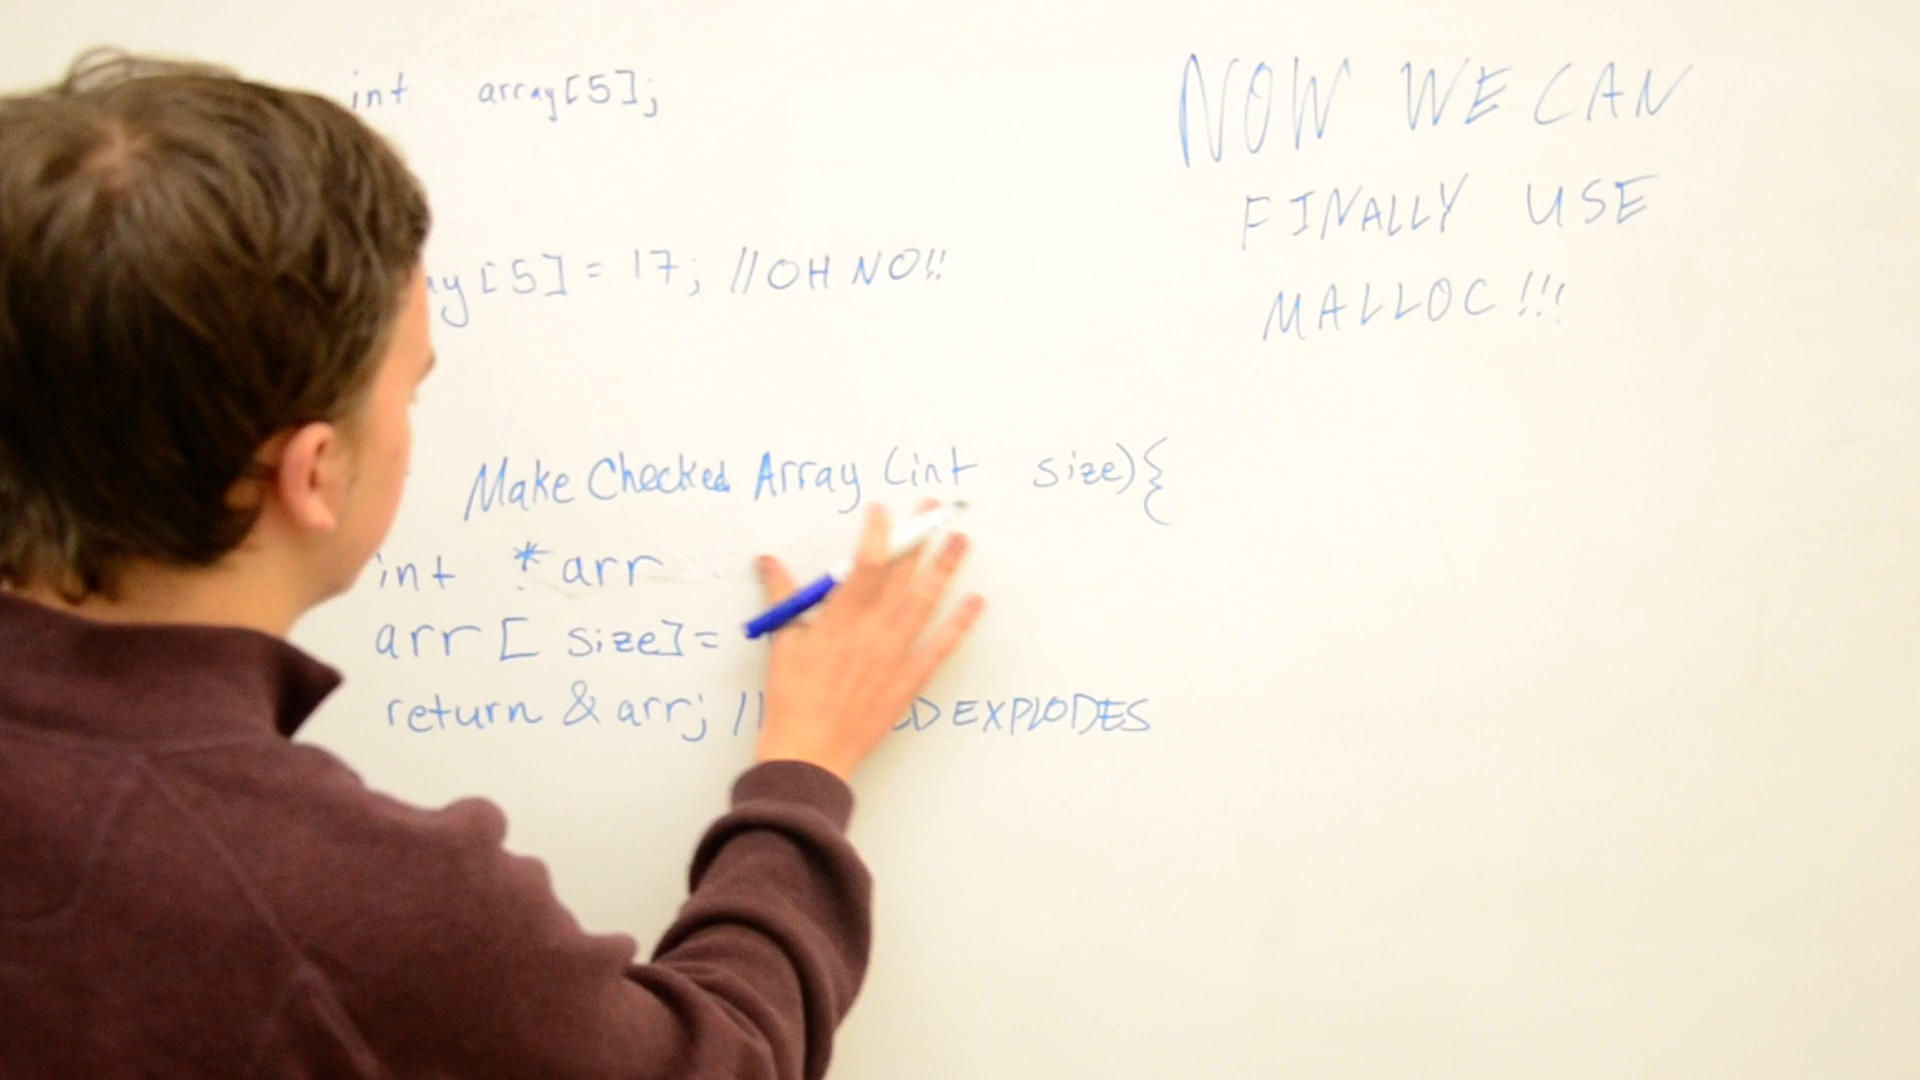 int array[5];
NOW WE CAN
FINALLY USE
MALLOC!!!
[5] = 17; //OH NO!!
Make Checked Array (int size){
int *arr
arr [ size] =
return & arr; // EXPLODES